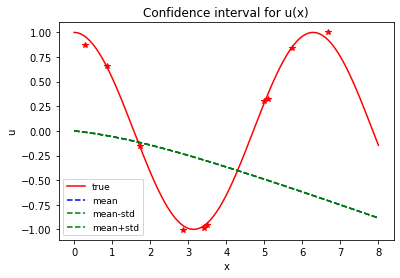 Confidence interval for u(x)
1.00
0.75
0.50
0.25
0.00
−0.25
−0.50
−0.75
−1.00
u
true
mean
mean-std
mean+std
0 1 2 3 4 5 6 7 8
x